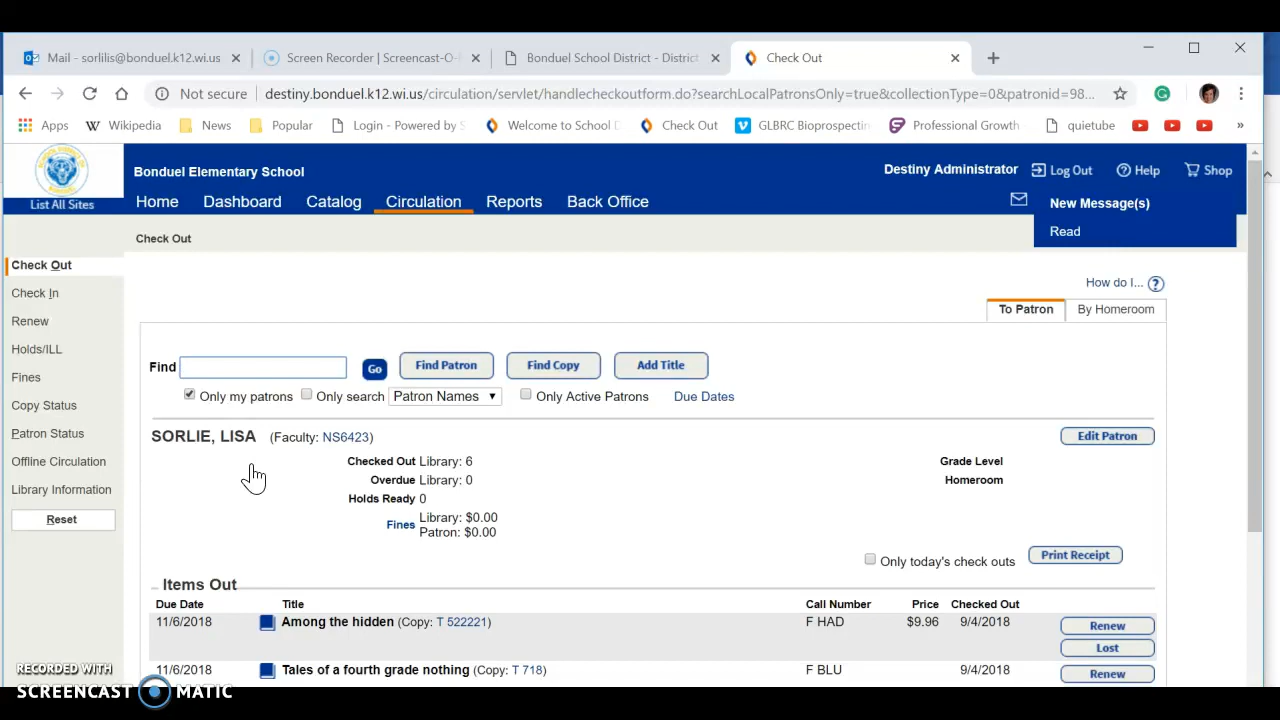 Mail - sorlilis@bonduel.k12.wi.us
Screen Recorder | Screencast-O-
Bonduel School District - District
Check Out
Not secure
destiny.bonduel.k12.wi.us/circulation/servlet/handlecheckoutform.do?searchLocalPatronsOnly=true&collectionType=0&patronid=98...
Apps
Wikipedia
News
Popular
Login - Powered by S
Welcome to School D
Check Out
GLBRC Bioprospectin
Professional Growth
quietube
»
Bonduel Elementary School
Destiny Administrator
Log Out
Help
Shop
List All Sites
Home
Dashboard
Catalog
Circulation
Reports
Back Office
New Message(s)
Read
Check Out
Check Out
Check In
Renew
Holds/ILL
Fines
Copy Status
Patron Status
Offline Circulation
Library Information
Reset
How do I... ?
To Patron
By Homeroom
Find
Go
Find Patron
Find Copy
Add Title
Only my patrons
Only search
Patron Names
Only Active Patrons
Due Dates
SORLIE, LISA (Faculty: NS6423)
Edit Patron
Checked Out Library: 6
Grade Level
Overdue Library: 0
Homeroom
Holds Ready 0
Fines Library: $0.00
Patron: $0.00
Only today's check outs
Print Receipt
Items Out
Due Date Title Call Number Price Checked Out
11/6/2018 Among the hidden (Copy: T 522221) F HAD $9.96 9/4/2018 Renew
Lost
11/6/2018 Tales of a fourth grade nothing (Copy: T 718) F BLU 9/4/2018 Renew
RECORDED WITH
SCREENCAST MATIC